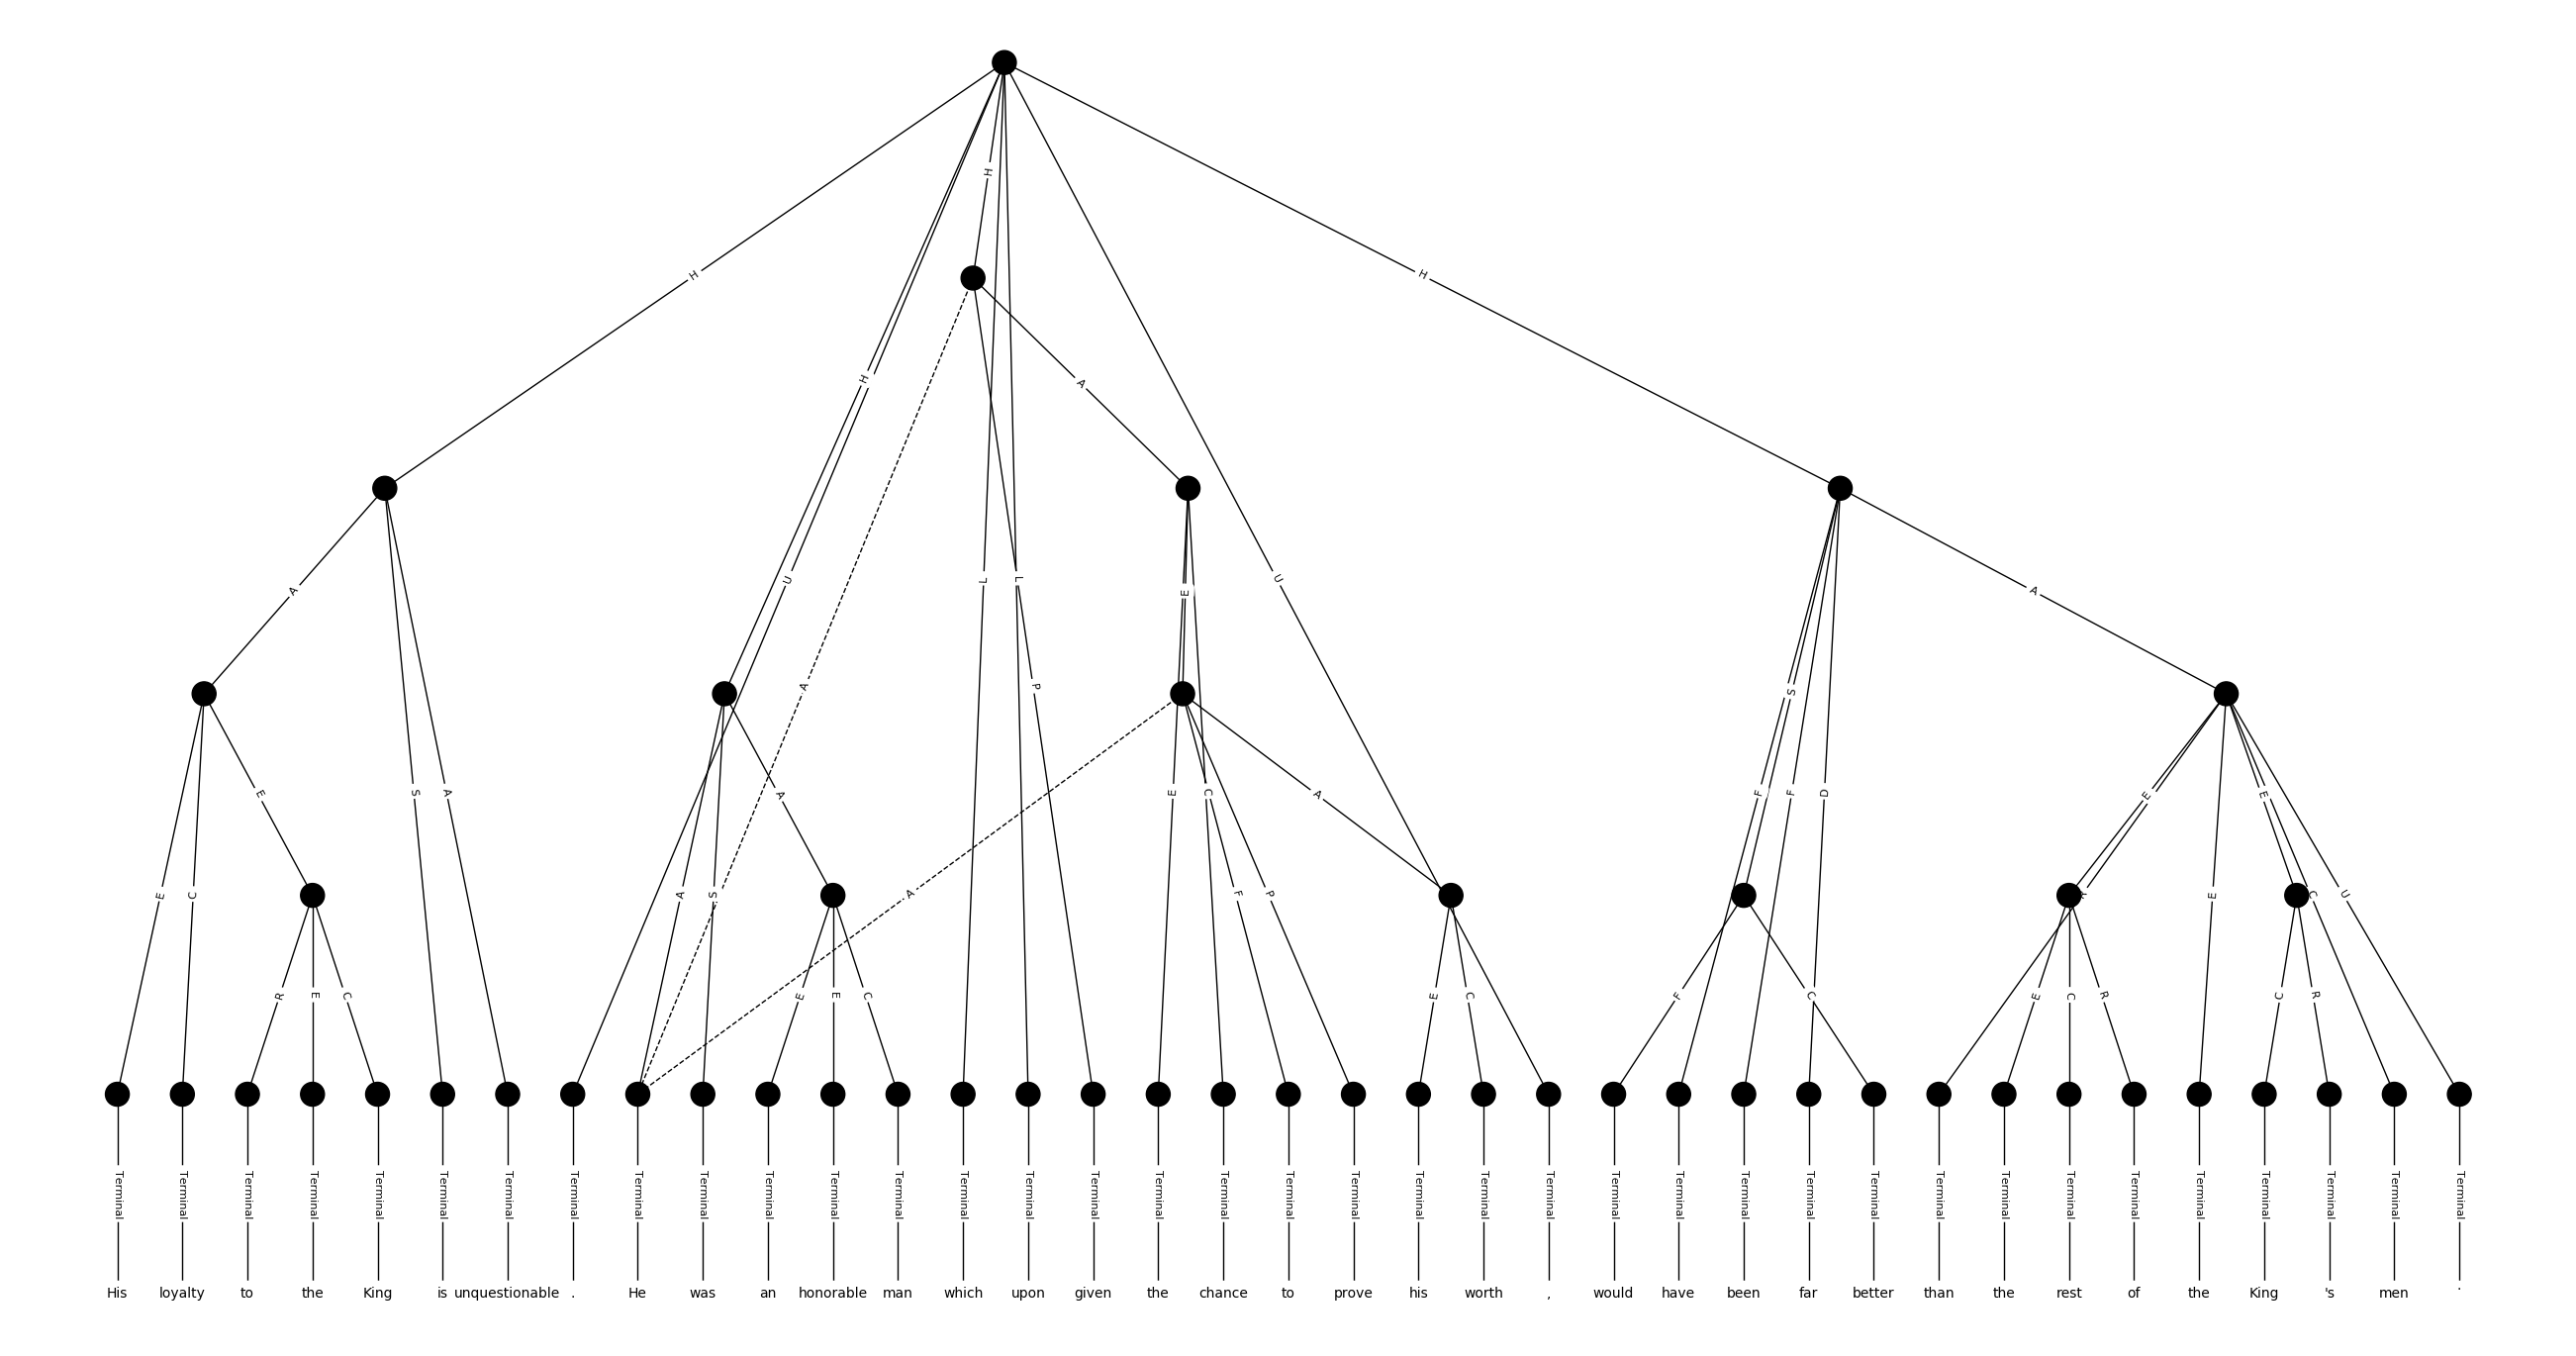 H
H
H
A
H
L
L
U
U
A
E
A
A
P
S
E
S
A
A
A
F
S
F
D
E
E
C
E
C
A
S
A
F
P
E
C
U
R
E
C
E
E
C
E
C
F
C
E
C
R
C
R
Terminal Terminal Terminal Terminal Terminal Terminal Terminal Terminal Terminal Terminal Terminal Terminal Terminal Terminal Terminal Terminal Terminal Terminal Terminal Terminal Terminal Terminal Terminal Terminal Terminal Terminal Terminal Terminal Terminal Terminal Terminal Terminal Terminal Terminal Terminal Terminal Terminal
His loyalty to the King is unquestionable . He was an honorable man which upon given the chance to prove his worth , would have been far better than the rest of the King 's men .